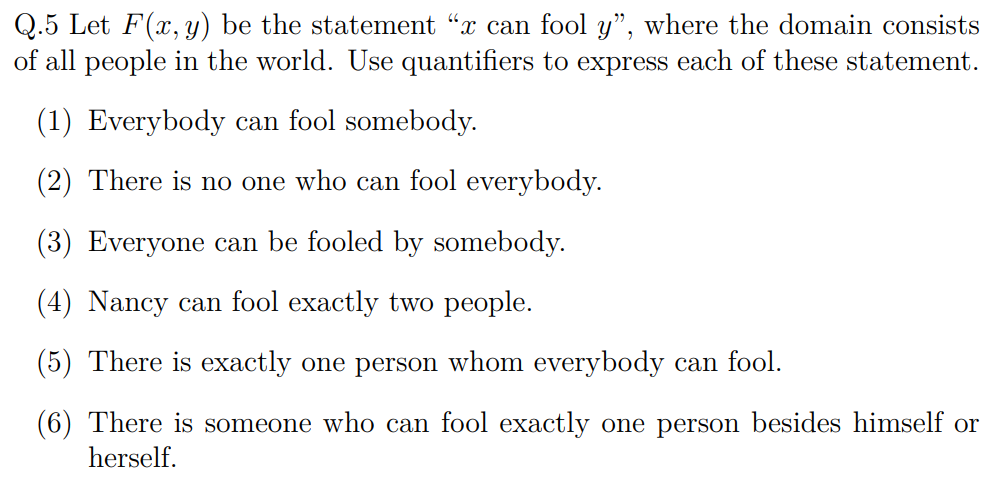 Q.5 Let F(x, y) be the statement “x can fool y”, where the domain consists
of all people in the world. Use quantifiers to express each of these statement.
(1) Everybody can fool somebody.
(2) There is no one who can fool everybody.
(3) Everyone can be fooled by somebody.
(4) Nancy can fool exactly two people.
(5) There is exactly one person whom everybody can fool.
(6) There is someone who can fool exactly one person besides himself or
herself.